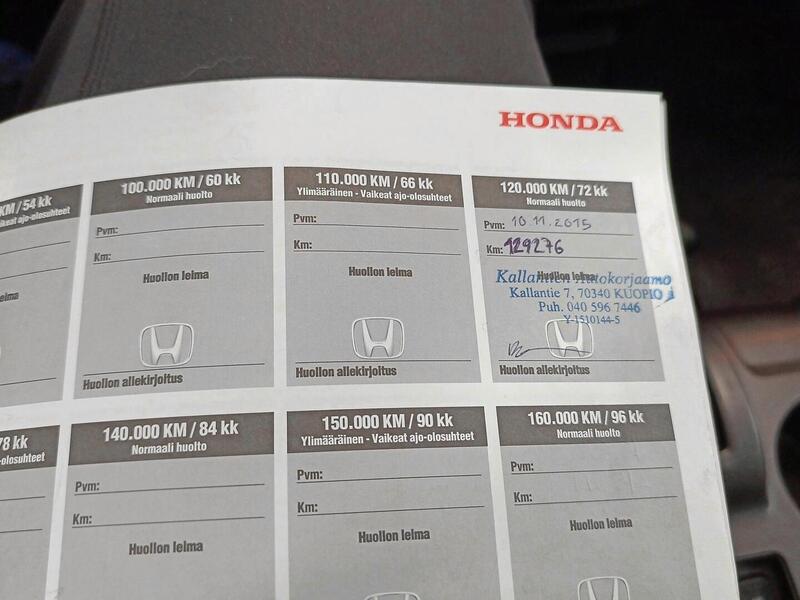 HONDA
KM / 54 kk
100.000 KM / 60 kk
Normaali huolto
Pvm:
Km:
Huollon leima
Huollon allekirjoitus
110.000 KM / 66 kk
Ylimääräinen - Vaikeat ajo-olosuhteet
Pvm:
Km:
Huollon leima
Huollon allekirjoitus
120.000 KM / 72 kk
Normaali huolto
Pvm: 10.11.2015
Km: 129276
Huollon leima
Autokorjaamo
Kallantie 7, 70340 KUOPIO
Puh. 040 596 7446
Y-1510144-5
Huollon allekirjoitus
78 kk
-olosuhteet
140.000 KM / 84 kk
Normaali huolto
Pvm:
Km:
Huollon leima
150.000 KM / 90 kk
Ylimääräinen - Vaikeat ajo-olosuhteet
Pvm:
Km:
Huollon leima
160.000 KM / 96 kk
Normaali huolto
Pvm:
Km:
Huollon leima